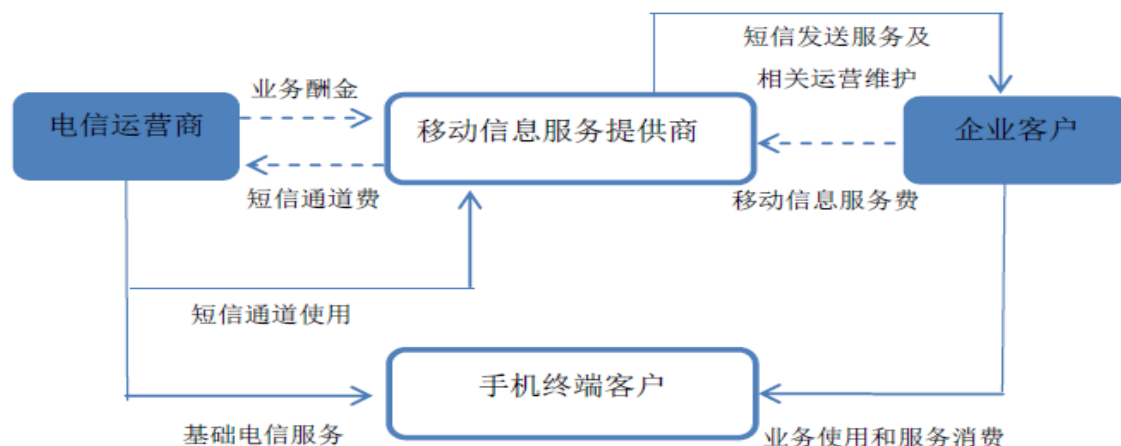 短信发送服务及
相关运营维护
业务酬金
电信运营商
移动信息服务提供商
企业客户
短信通道费
移动信息服务费
短信通道使用
手机终端客户
基础电信服务
业务使用和服务消费